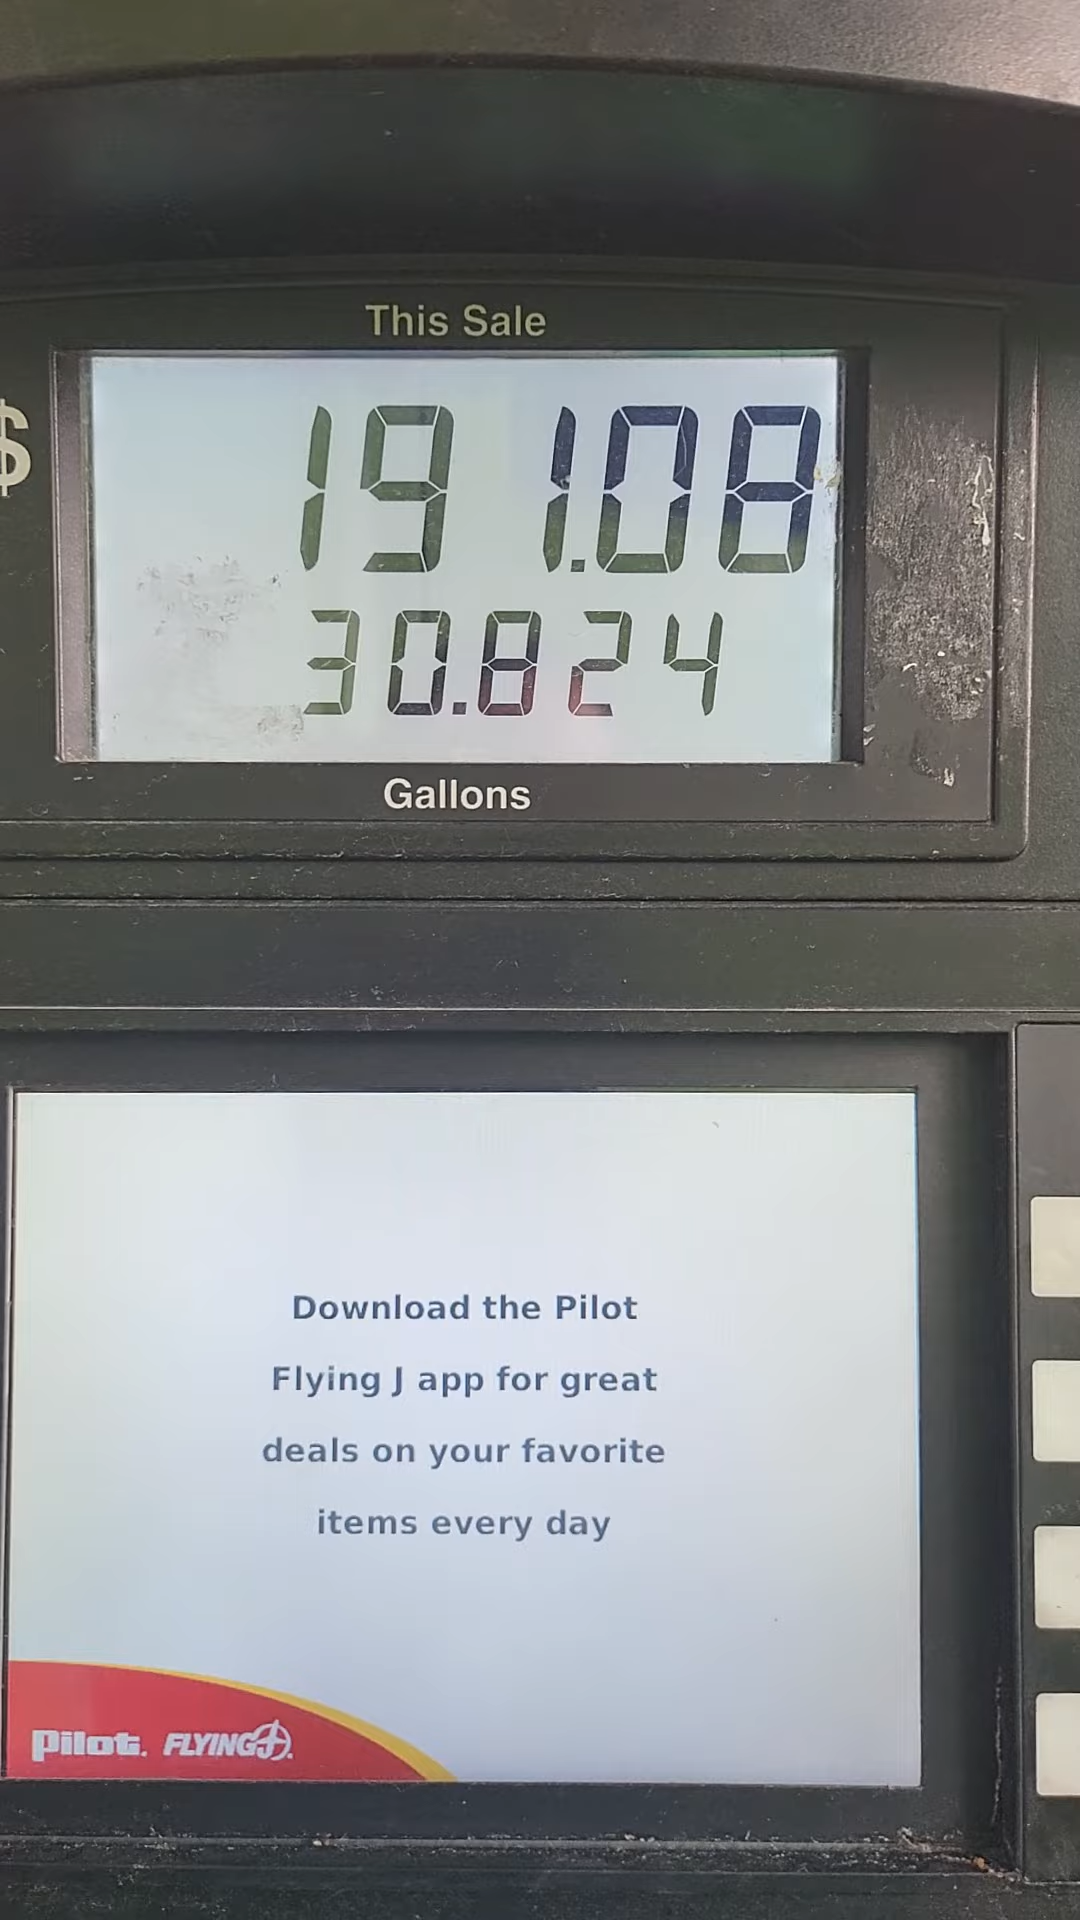 This Sale
$ 191.08
30.824
Gallons
Download the Pilot
Flying J app for great
deals on your favorite
items every day
Pilot. FLYING J.